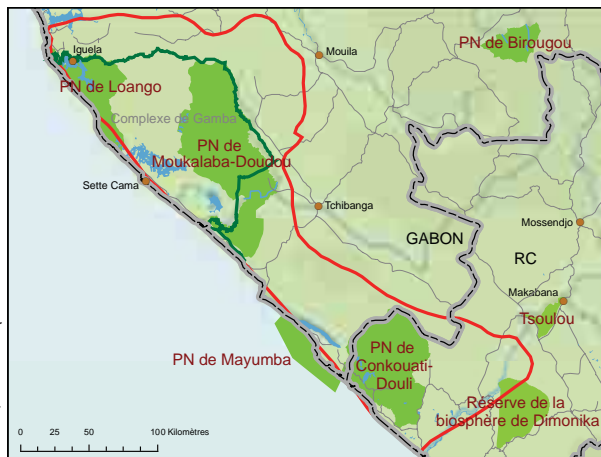 Iguela
Mouila
PN de Birougou
PN de Loango
Complexe de Gamba
PN de
Moukalaba-Doudou
Sette Cama
Tchibanga
Mossendjo
GABON
RC
Makabana
Tsoulou
PN de Mayumba
PN de
Conkouati-
Douli
Réserve de la
biosphère de Dimonika
0 25 50 100 Kilomètres